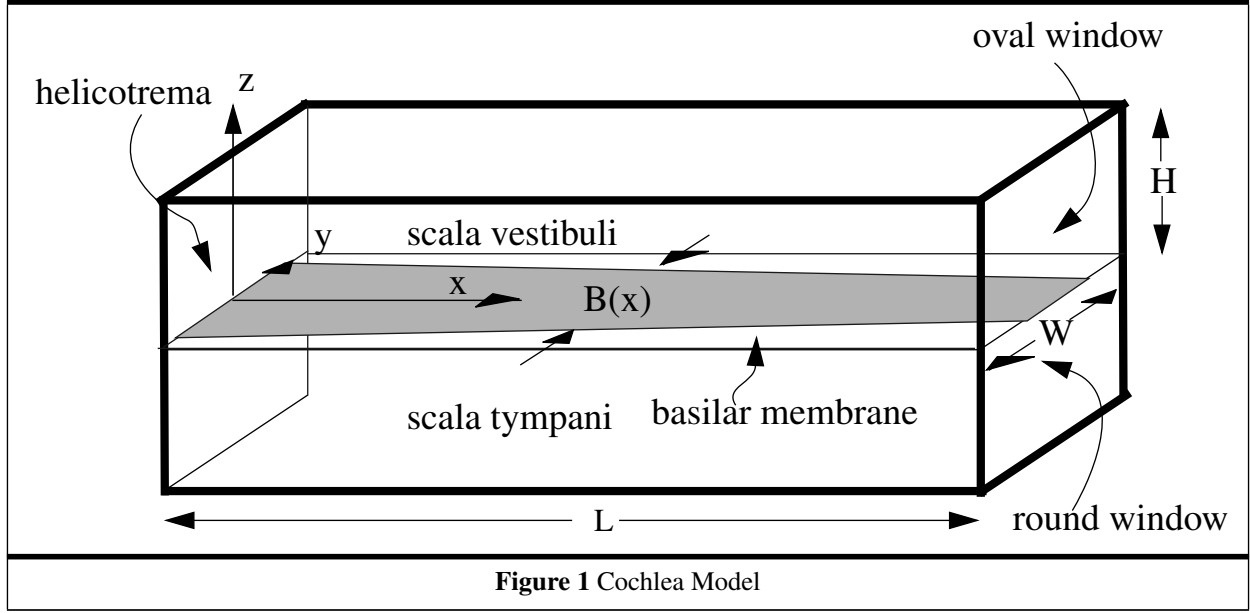 oval window
helicotrema
z
H
y
scala vestibuli
x
B(x)
W
scala tympani
basilar membrane
L
round window
Figure 1 Cochlea Model